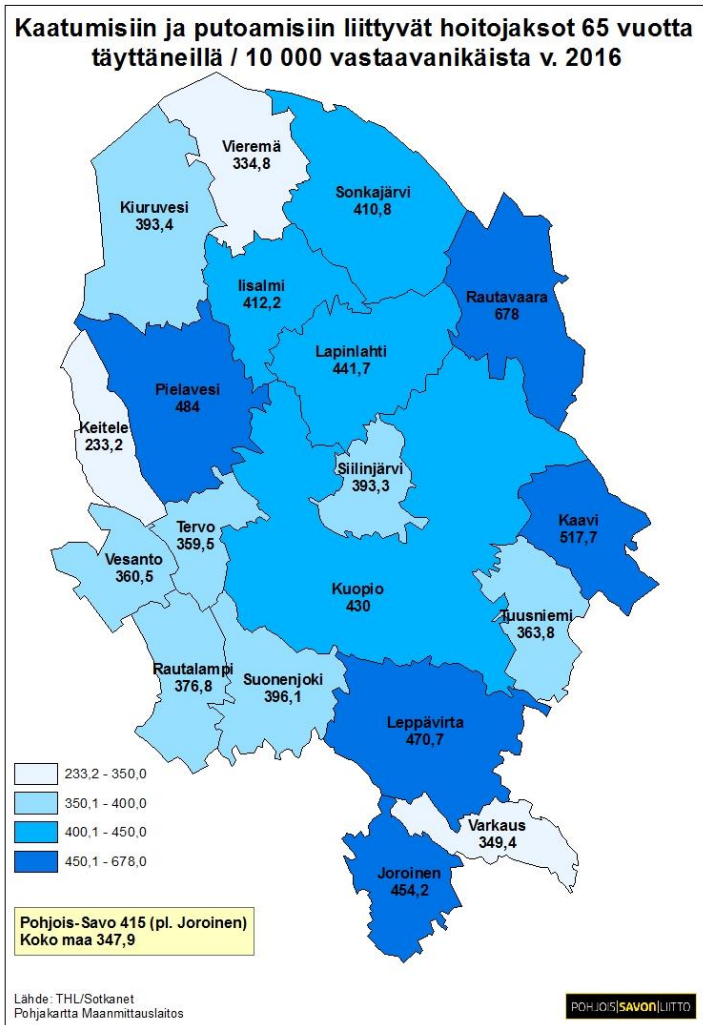 Kaatumisiin ja putoamisiin liittyvät hoitojaksot 65 vuotta
täyttäneillä / 10 000 vastaavanikäista v. 2016
Vieremä
334,8
Kiuruvesi
393,4
Sonkajärvi
410,8
Iisalmi
412,2
Rautavaara
678
Lapinlahti
441,7
Pielavesi
484
Keitele
233,2
Siilinjärvi
393,3
Tervo
359,5
Kaavi
517,7
Vesanto
360,5
Kuopio
430
Tuusniemi
363,8
Rautalampi
376,8
Suonenjoki
396,1
Leppävirta
470,7
Varkaus
349,4
Joroinen
454,2
233,2 - 350,0
350,1 - 400,0
400,1 - 450,0
450,1 - 678,0
Pohjois-Savo 415 (pl. Joroinen)
Koko maa 347,9
Lähde: THL/Sotkanet
Pohjakartta Maanmittauslaitos
POHJOIS|SAVON|LIITTO